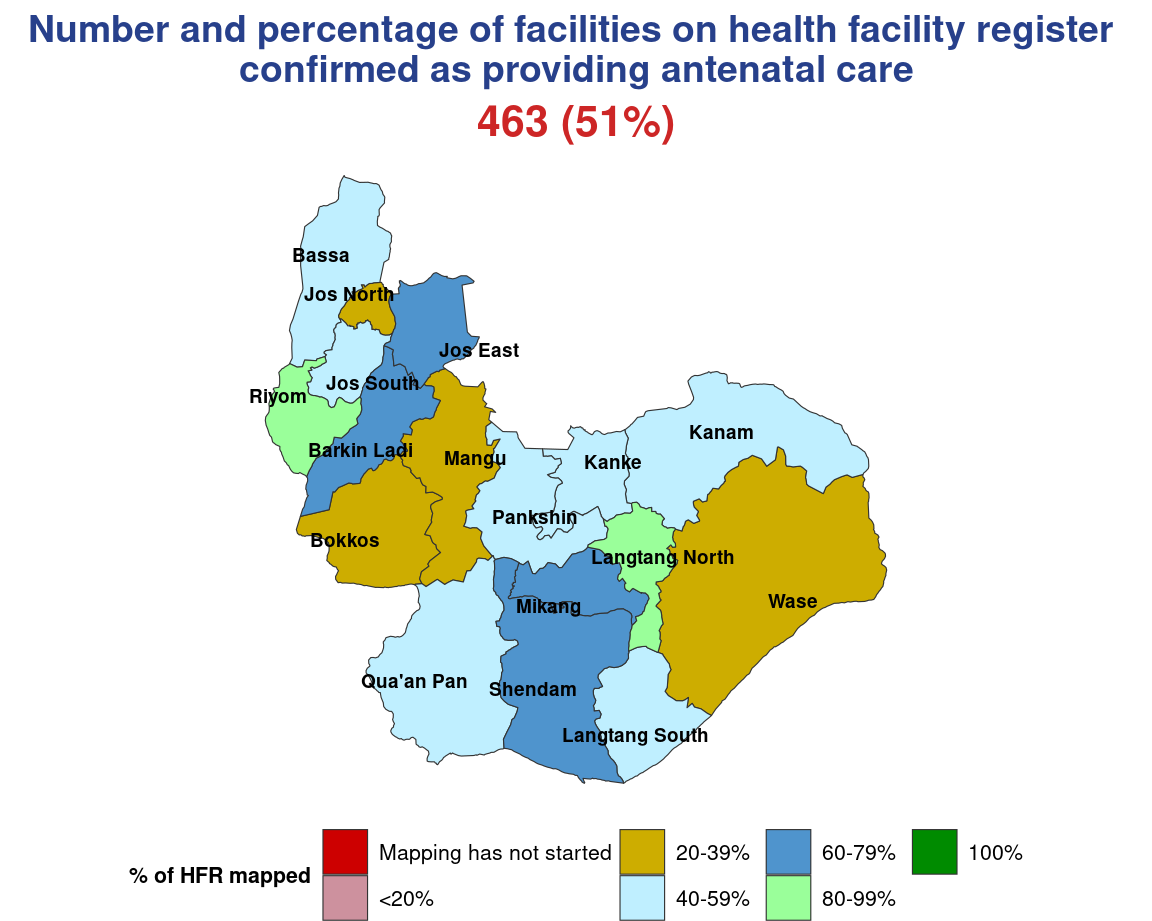 Number and percentage of facilities on health facility register
confirmed as providing antenatal care
463 (51%)
Bassa
Jos North
Jos East
Jos South
Riyom
Kanam
Barkin Ladi
Mangu
Kanke
Pankshin
Bokkos
Langtang North
Wase
Mikang
Qua'an Pan
Shendam
Langtang South
% of HFR mapped
Mapping has not started
<20%
20-39%
40-59%
60-79%
80-99%
100%